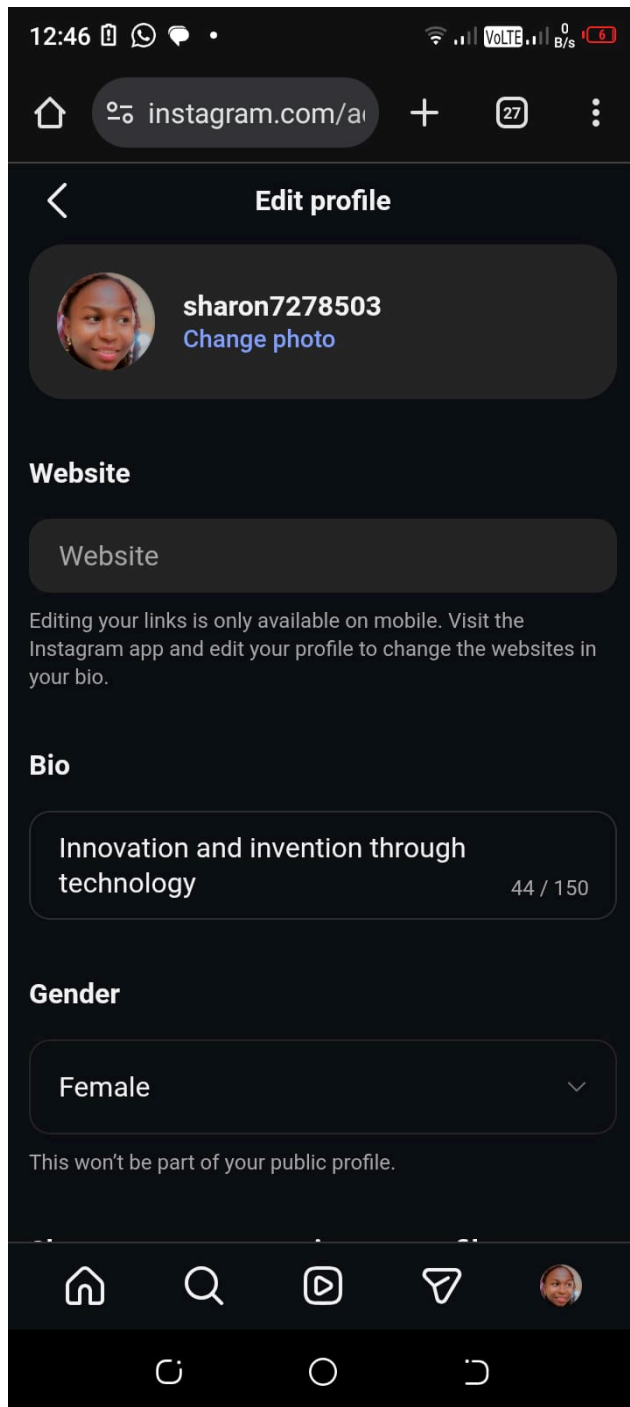 12:46
VoLTE 0 B/s 6
instagram.com/a
27
Edit profile
sharon7278503
Change photo
Website
Website
Editing your links is only available on mobile. Visit the
Instagram app and edit your profile to change the websites in
your bio.
Bio
Innovation and invention through
technology
44 / 150
Gender
Female
This won't be part of your public profile.